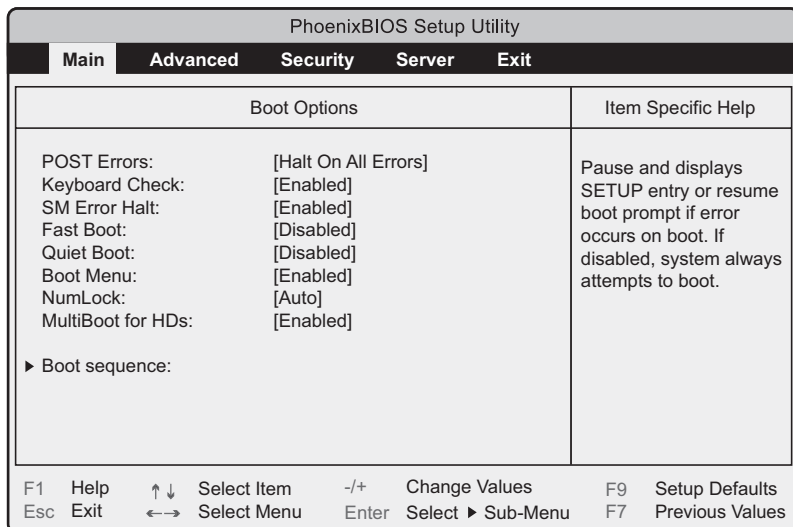 PhoenixBIOS Setup Utility
Main Advanced Security Server Exit
Boot Options
Item Specific Help
POST Errors: [Halt On All Errors]
Keyboard Check: [Enabled]
SM Error Halt: [Enabled]
Fast Boot: [Disabled]
Quiet Boot: [Disabled]
Boot Menu: [Enabled]
NumLock: [Auto]
MultiBoot for HDs: [Enabled]
▶ Boot sequence:
Pause and displays
SETUP entry or resume
boot prompt if error
occurs on boot. If
disabled, system always
attempts to boot.
F1 Help ↑↓ Select Item -/+ Change Values F9 Setup Defaults
Esc Exit ←→ Select Menu Enter Select ▶ Sub-Menu F7 Previous Values